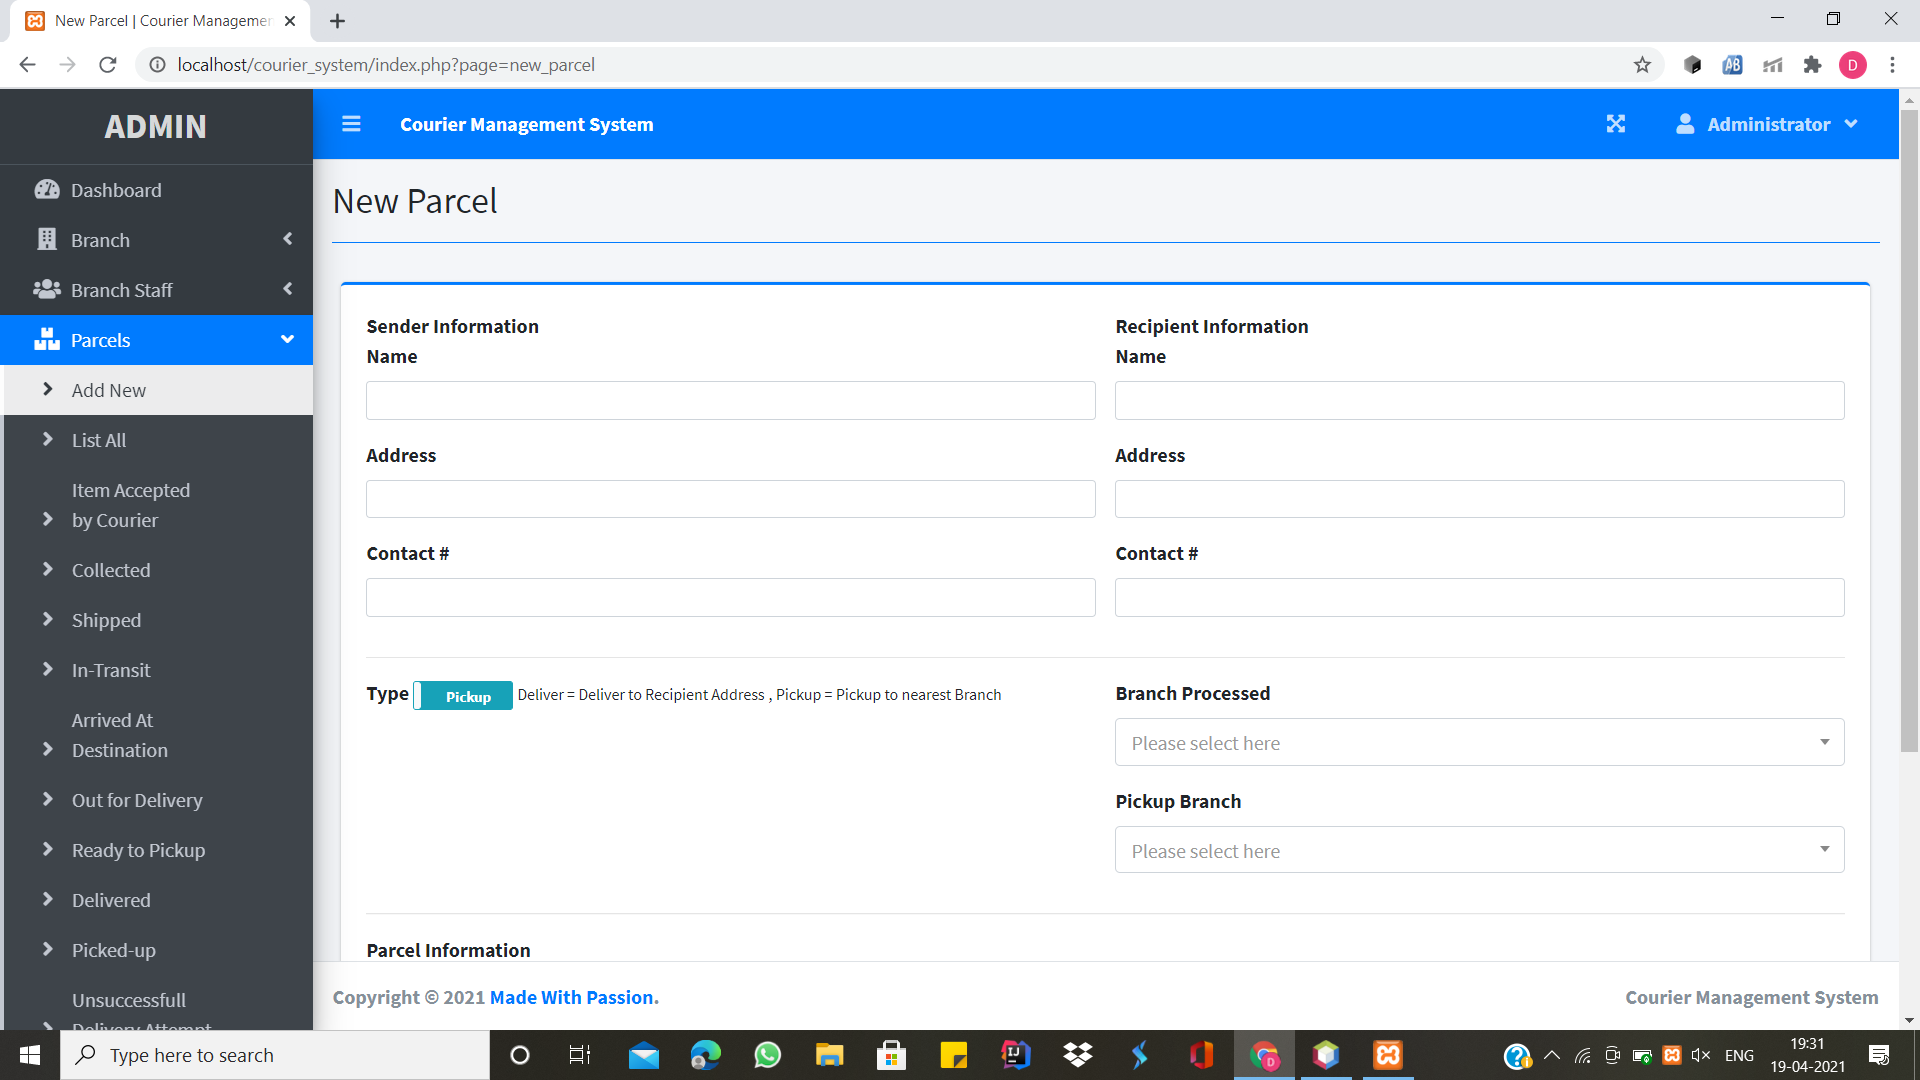 New Parcel | Courier Managemen
localhost/courier_system/index.php?page=new_parcel
AB
D
ADMIN
Courier Management System
Administrator
Dashboard
Branch
Branch Staff
Parcels
Add New
List All
Item Accepted
by Courier
Collected
Shipped
In-Transit
Arrived At
Destination
Out for Delivery
Ready to Pickup
Delivered
Picked-up
Unsuccessfull
Delivery Attempt
New Parcel
Sender Information
Name
Address
Contact #
Recipient Information
Name
Address
Contact #
Type Pickup Deliver = Deliver to Recipient Address , Pickup = Pickup to nearest Branch
Branch Processed
Please select here
Pickup Branch
Please select here
Parcel Information
Copyright © 2021 Made With Passion.
Courier Management System
Type here to search
ENG
19:31
19-04-2021